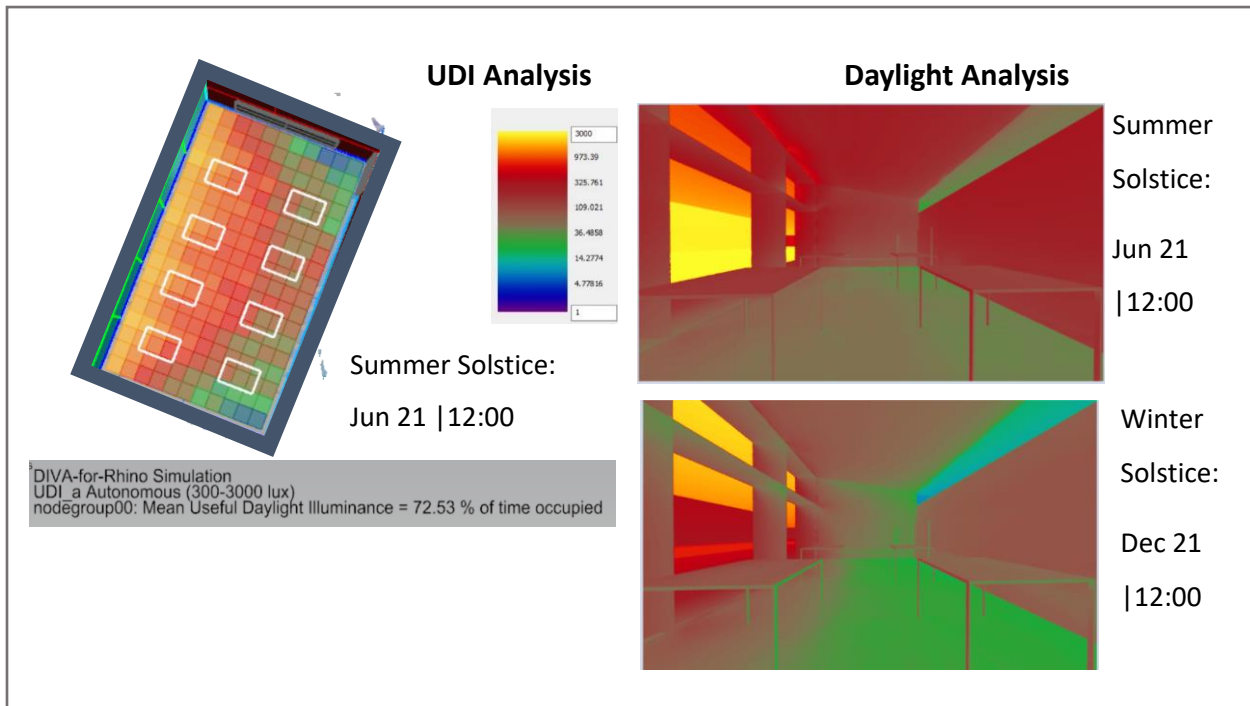 UDI Analysis
Daylight Analysis
3000
973.39
325.761
109.021
36.4858
14.2774
4.77816
1
Summer Solstice:
Jun 21 |12:00
DIVA-for-Rhino Simulation
UDI_a Autonomous (300-3000 lux)
nodegroup00: Mean Useful Daylight Illuminance = 72.53 % of time occupied
Summer
Solstice:
Jun 21
|12:00
Winter
Solstice:
Dec 21
|12:00